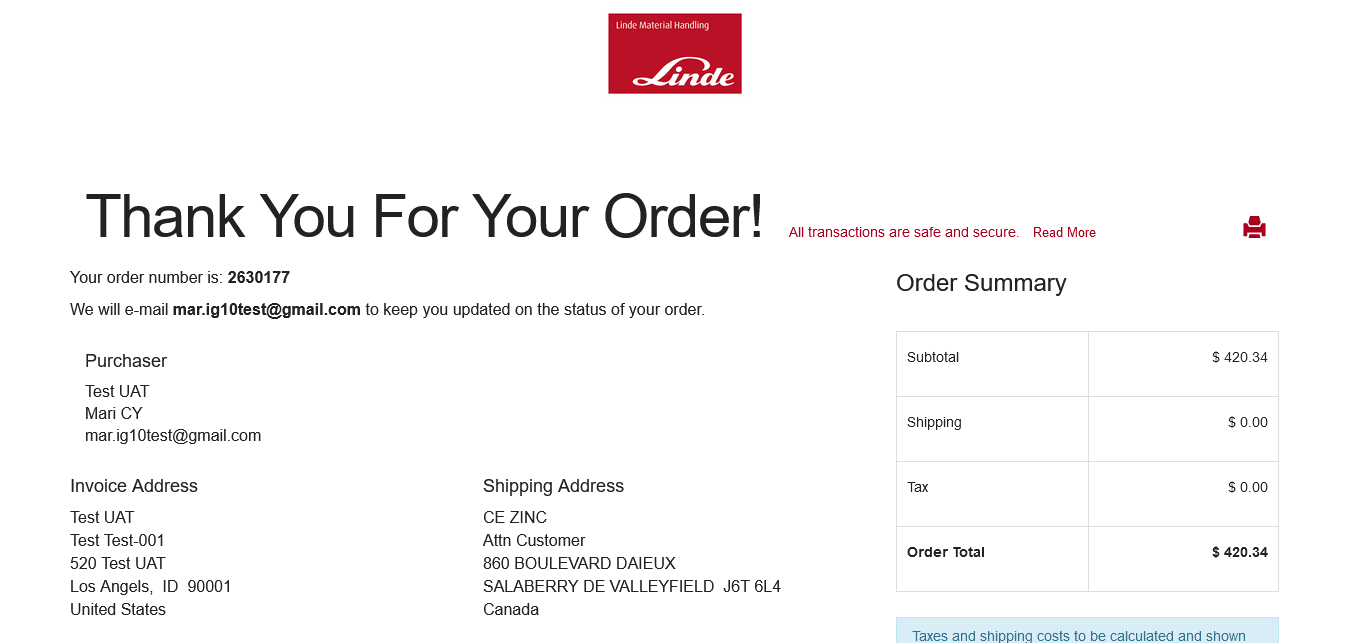 Linde Material Handling
Linde
Thank You For Your Order!
All transactions are safe and secure. Read More
Your order number is: 2630177
We will e-mail mar.ig10test@gmail.com to keep you updated on the status of your order.
Purchaser
Test UAT
Mari CY
mar.ig10test@gmail.com
Invoice Address
Test UAT
Test Test-001
520 Test UAT
Los Angels,  ID  90001
United States
Shipping Address
CE ZINC
Attn Customer
860 BOULEVARD DAIEUX
SALABERRY DE VALLEYFIELD  J6T 6L4
Canada
Order Summary
Subtotal $ 420.34
Shipping $ 0.00
Tax $ 0.00
Order Total $ 420.34
Taxes and shipping costs to be calculated and shown